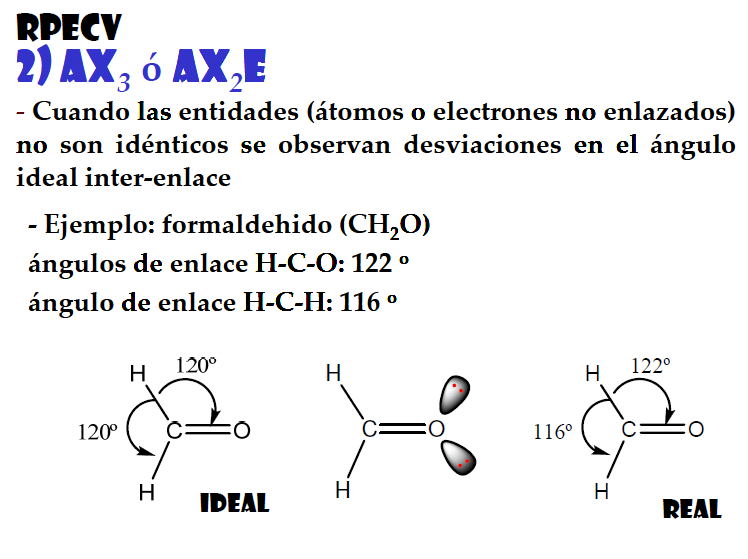 RPECV
2) AX3 ó AX2E
- Cuando las entidades (átomos o electrones no enlazados)
no son idénticos se observan desviaciones en el ángulo
ideal inter-enlace
- Ejemplo: formaldehido (CH2O)
ángulos de enlace H-C-O: 122 º
ángulo de enlace H-C-H: 116 º
H 120º
120º C O
H
IDEAL
H
C O
H
H 122º
116º C O
H
REAL